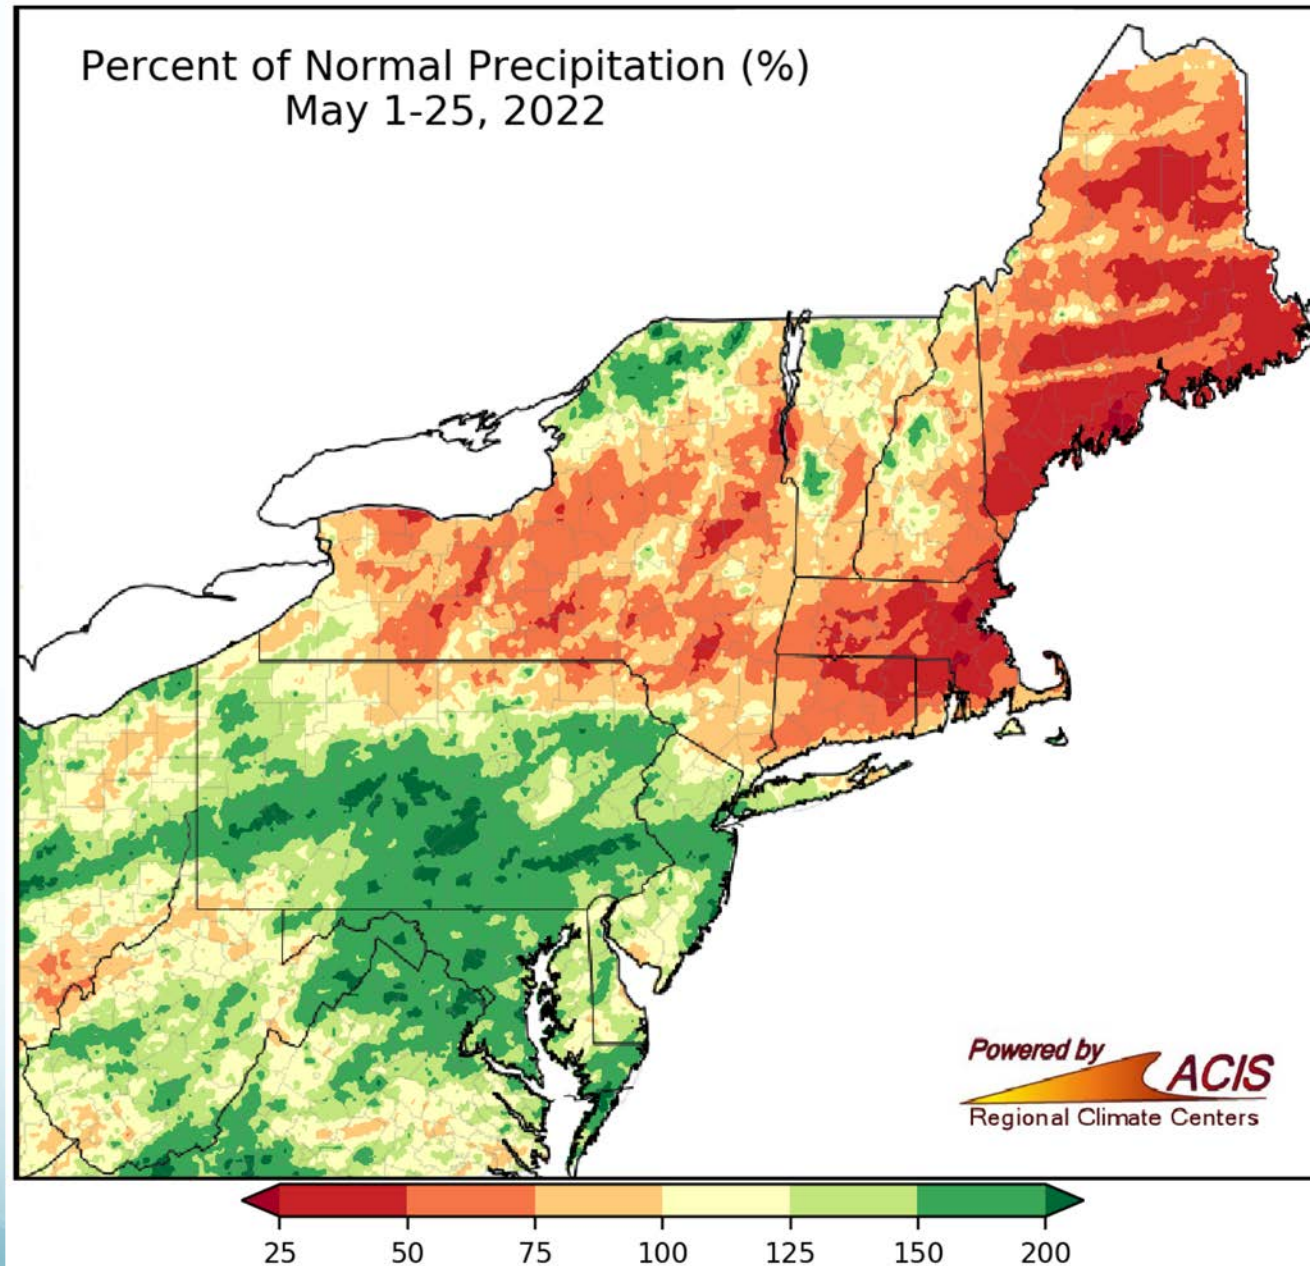 Percent of Normal Precipitation (%)
May 1-25, 2022
Powered by ACIS
Regional Climate Centers
25 50 75 100 125 150 200